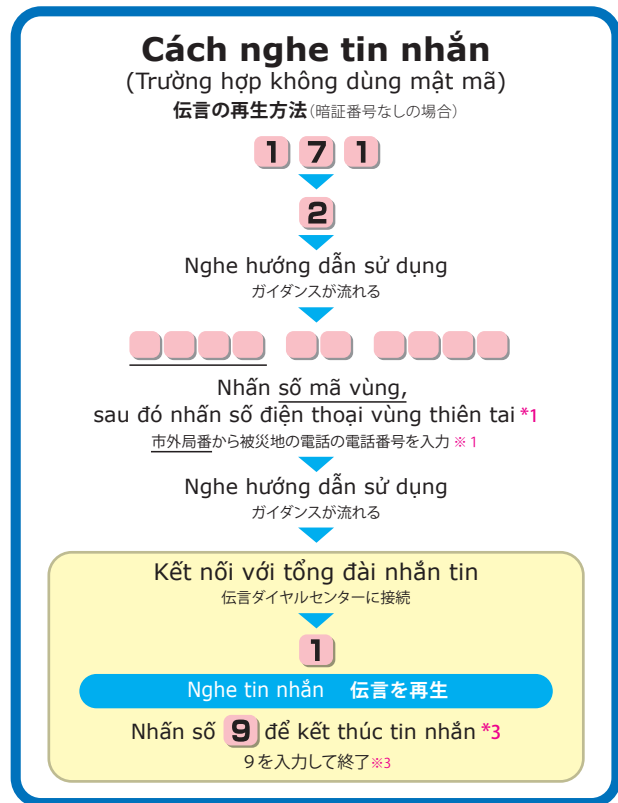 Cách nghe tin nhắn
(Trường hợp không dùng mật mã)
伝言の再生方法(暗証番号なしの場合)
1 7 1
2
Nghe hướng dẫn sử dụng
ガイダンスが流れる
Nhấn số mã vùng,
sau đó nhấn số điện thoại vùng thiên tai *1
市外局番から被災地の電話の電話番号を入力 ※1
Nghe hướng dẫn sử dụng
ガイダンスが流れる
Kết nối với tổng đài nhắn tin
伝言ダイヤルセンターに接続
1
Nghe tin nhắn 伝言を再生
Nhấn số 9 để kết thúc tin nhắn *3
9を入力して終了※3